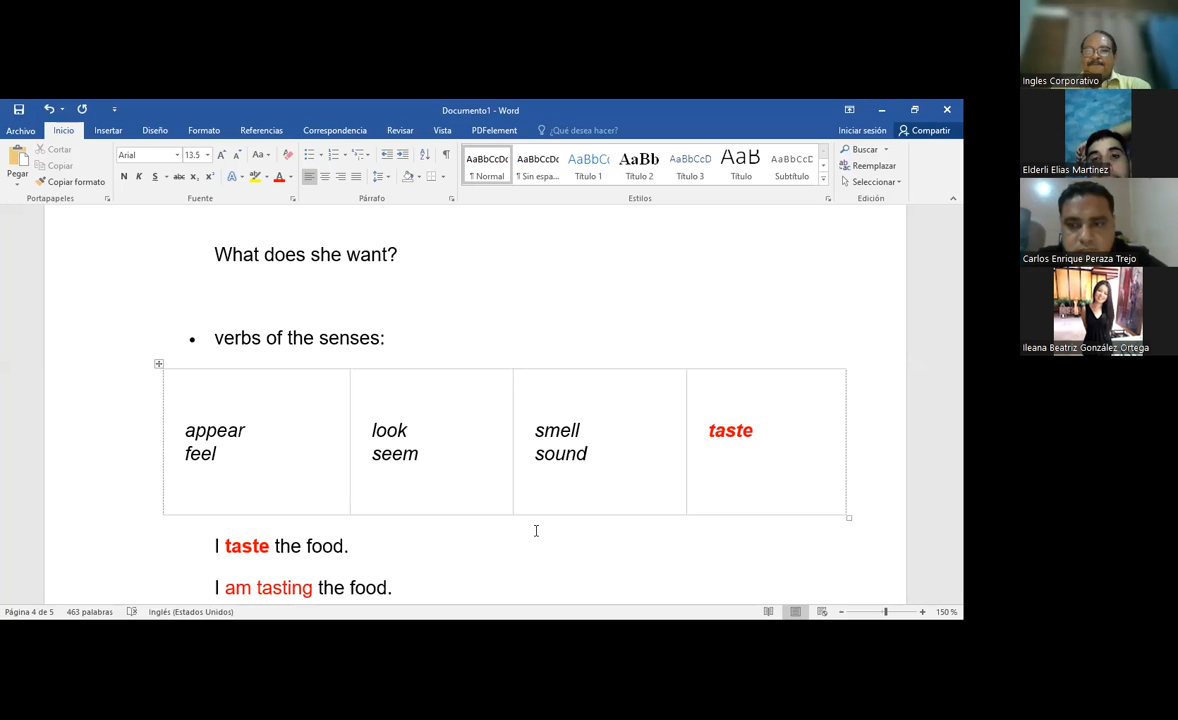 Documento1 - Word
Archivo Inicio Insertar Diseño Formato Referencias Correspondencia Revisar Vista PDFelement ¿Qué desea hacer? Iniciar sesión Compartir
Pegar
Cortar
Copiar
Copiar formato
Portapapeles
Arial 13.5
Fuente
Párrafo
AaBbCcDc AaBbCcDc AaBbCc AaBb AaBbCcD AaB AaBbCcD
¶ Normal ¶ Sin espa... Título 1 Título 2 Título 3 Título Subtítulo
Estilos
Buscar
Reemplazar
Seleccionar
Edición
What does she want?
• verbs of the senses:
appear look smell taste
feel seem sound
I taste the food.
I am tasting the food.
Página 4 de 5 463 palabras Inglés (Estados Unidos) 150 %
Ingles Corporativo
Elderli Elias Martinez
Carlos Enrique Peraza Trejo
Ileana Beatriz González Ortega